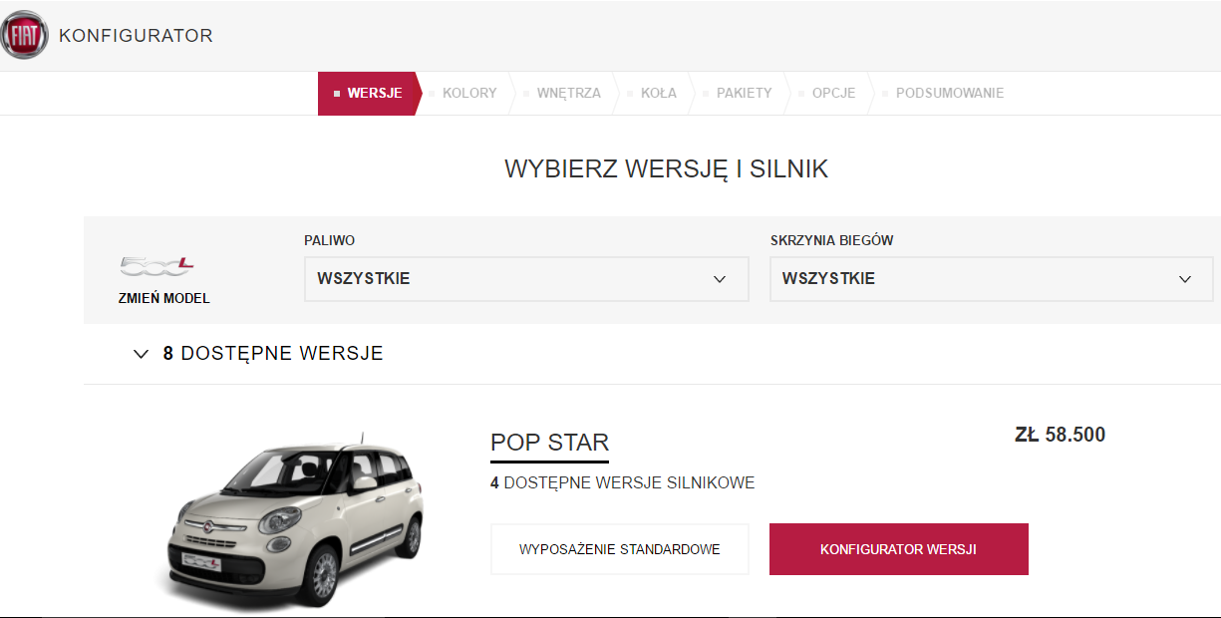 FIAT
KONFIGURATOR
WERSJE
KOLORY
WNĘTRZA
KOŁA
PAKIETY
OPCJE
PODSUMOWANIE
WYBIERZ WERSJĘ I SILNIK
500L
ZMIEŃ MODEL
PALIWO
WSZYSTKIE
SKRZYNIA BIEGÓW
WSZYSTKIE
8 DOSTĘPNE WERSJE
500L
POP STAR
ZŁ 58.500
4 DOSTĘPNE WERSJE SILNIKOWE
WYPOSAŻENIE STANDARDOWE
KONFIGURATOR WERSJI